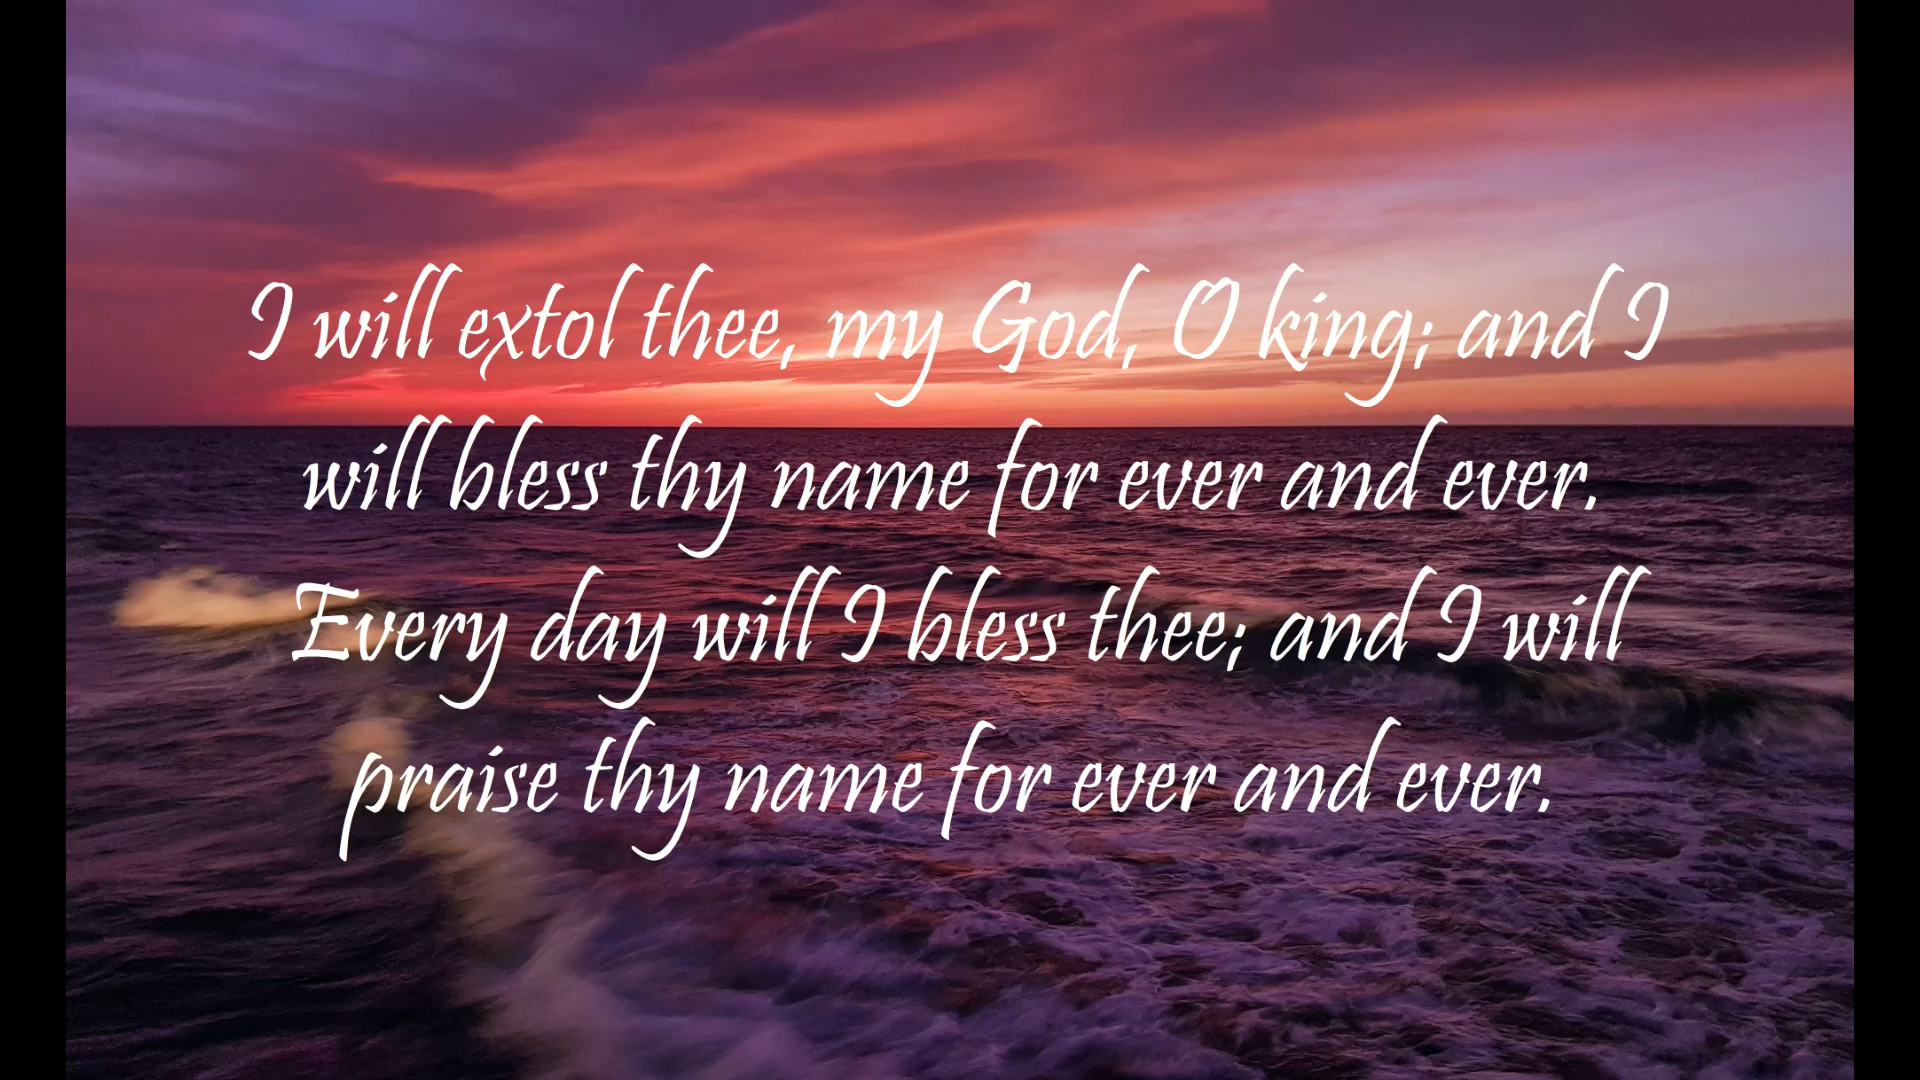 I will extol thee, my God, O king; and I
will bless thy name for ever and ever.
Every day will I bless thee; and I will
praise thy name for ever and ever.